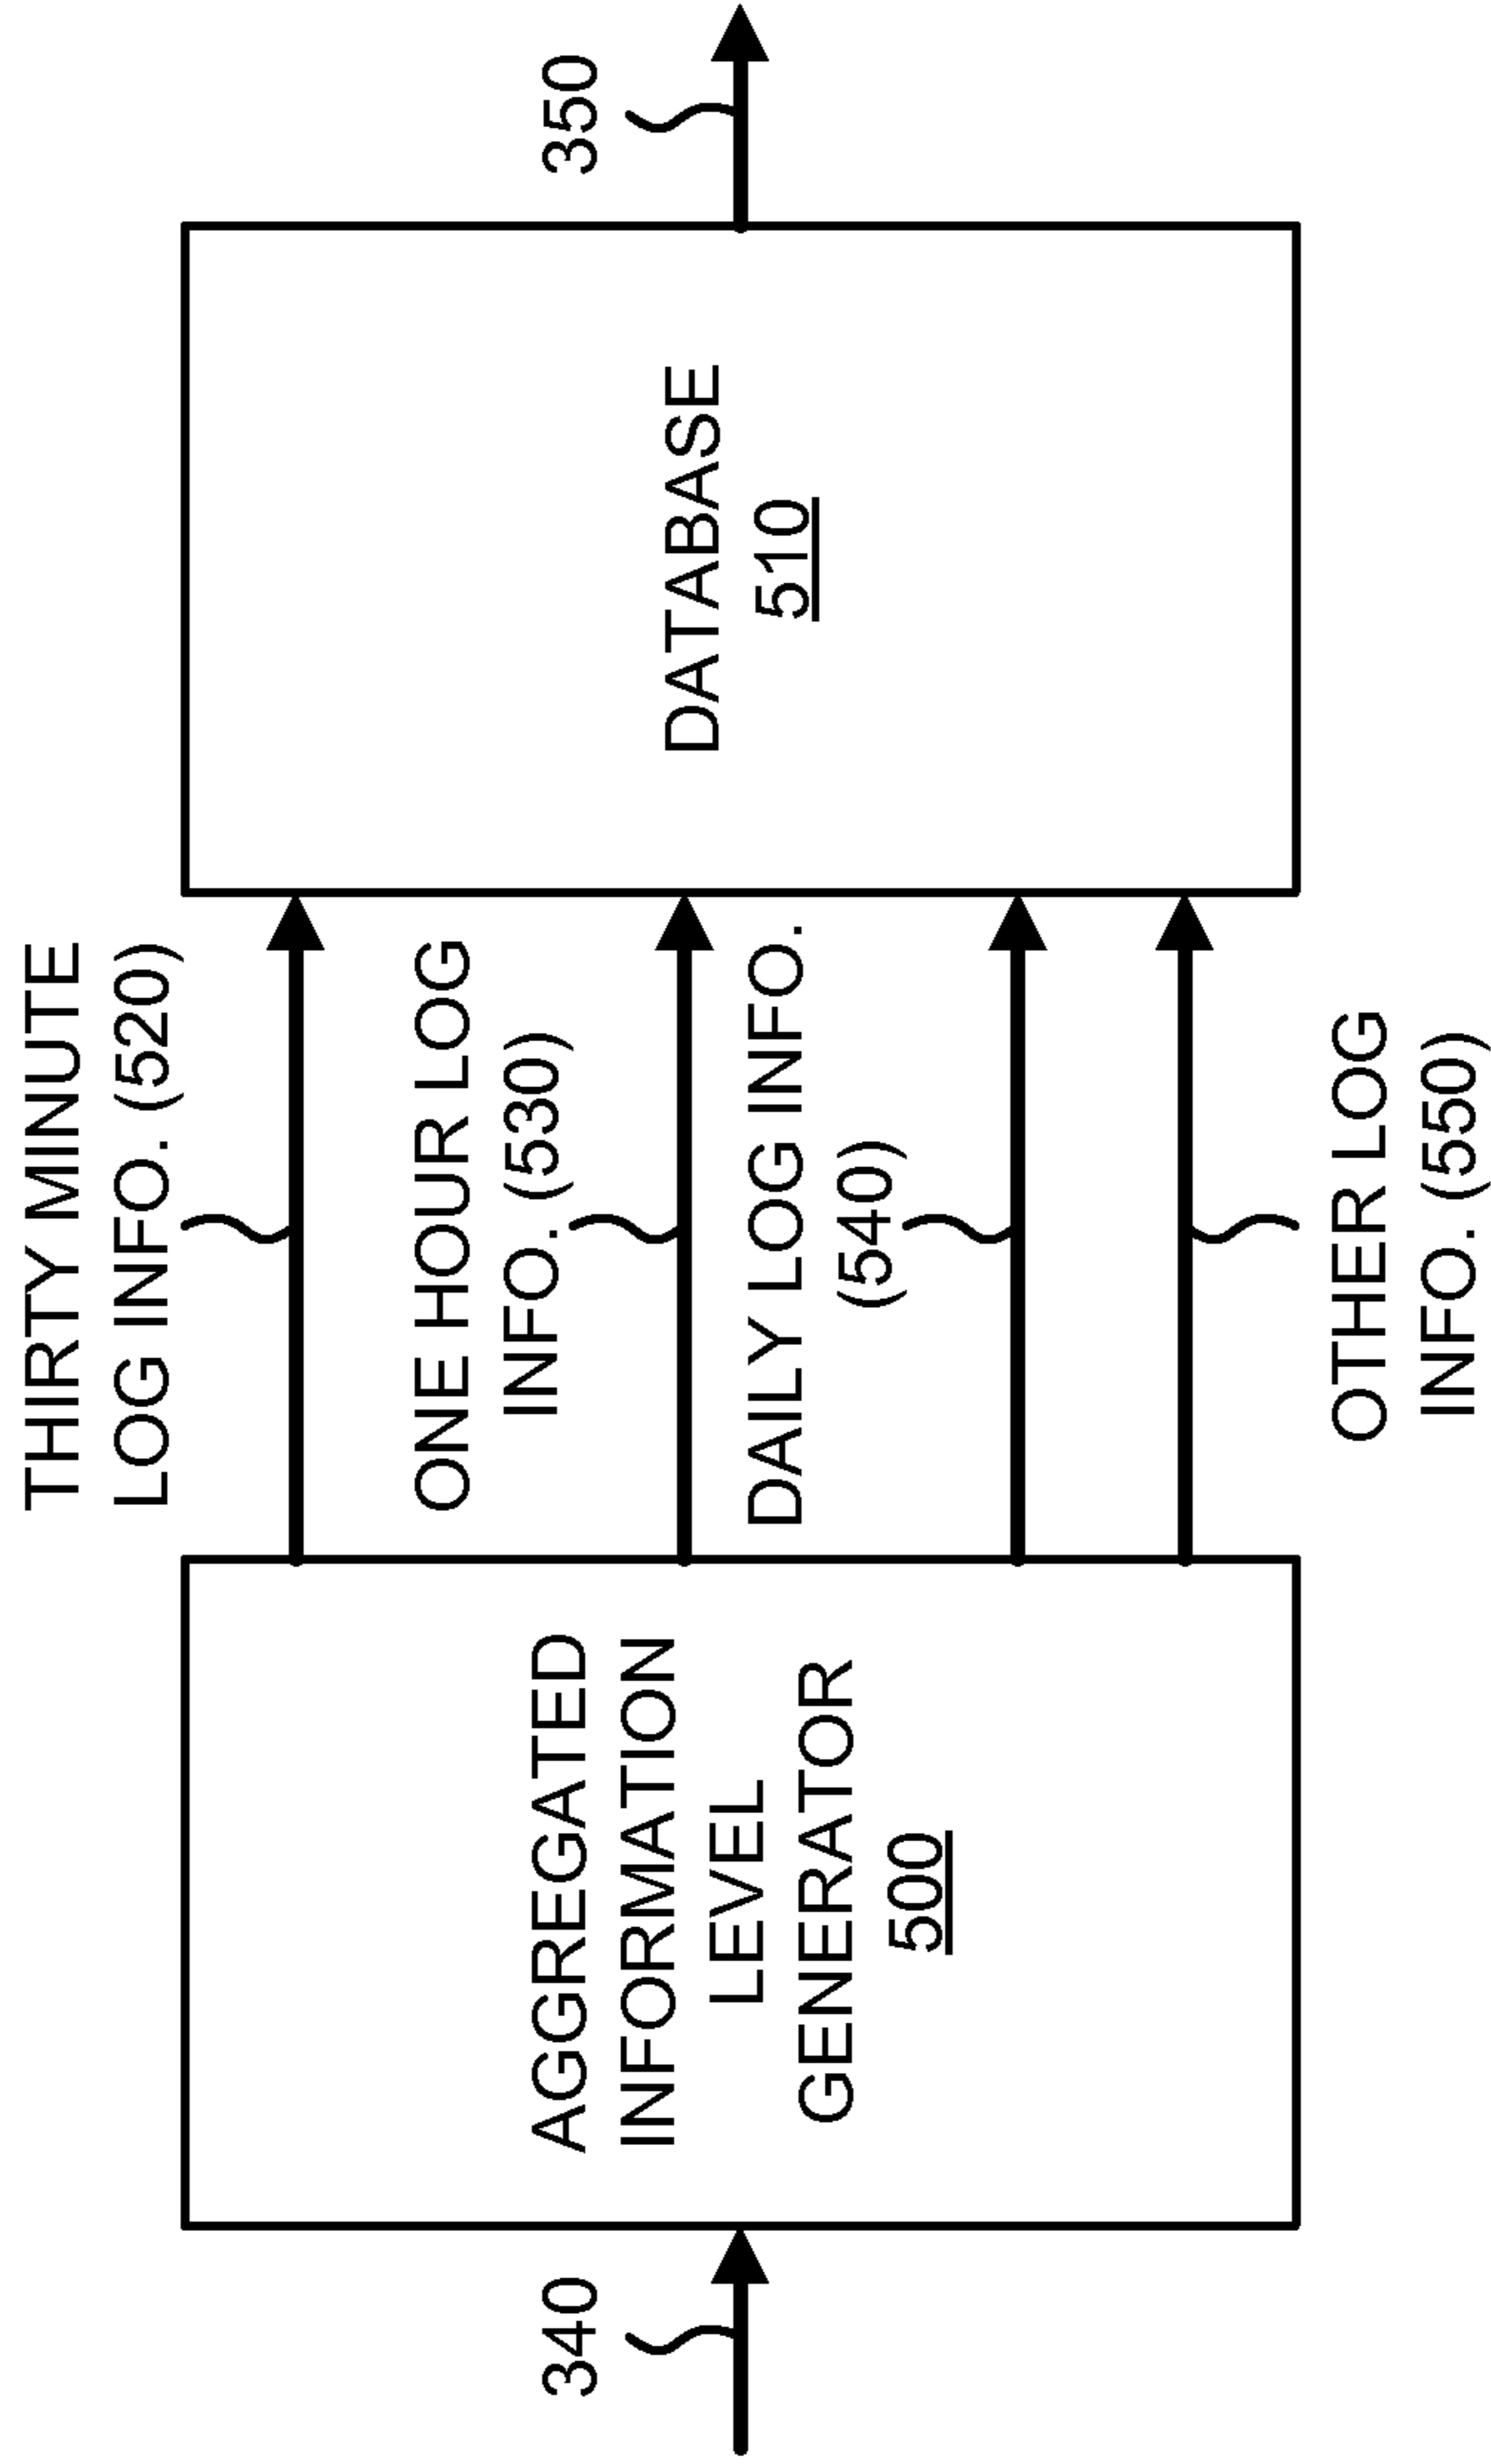 340
AGGREGATED
INFORMATION
LEVEL
GENERATOR
500
THIRTY MINUTE
LOG INFO. (520)
ONE HOUR LOG
INFO. (530)
DAILY LOG INFO.
(540)
OTHER LOG
INFO. (550)
DATABASE
510
350